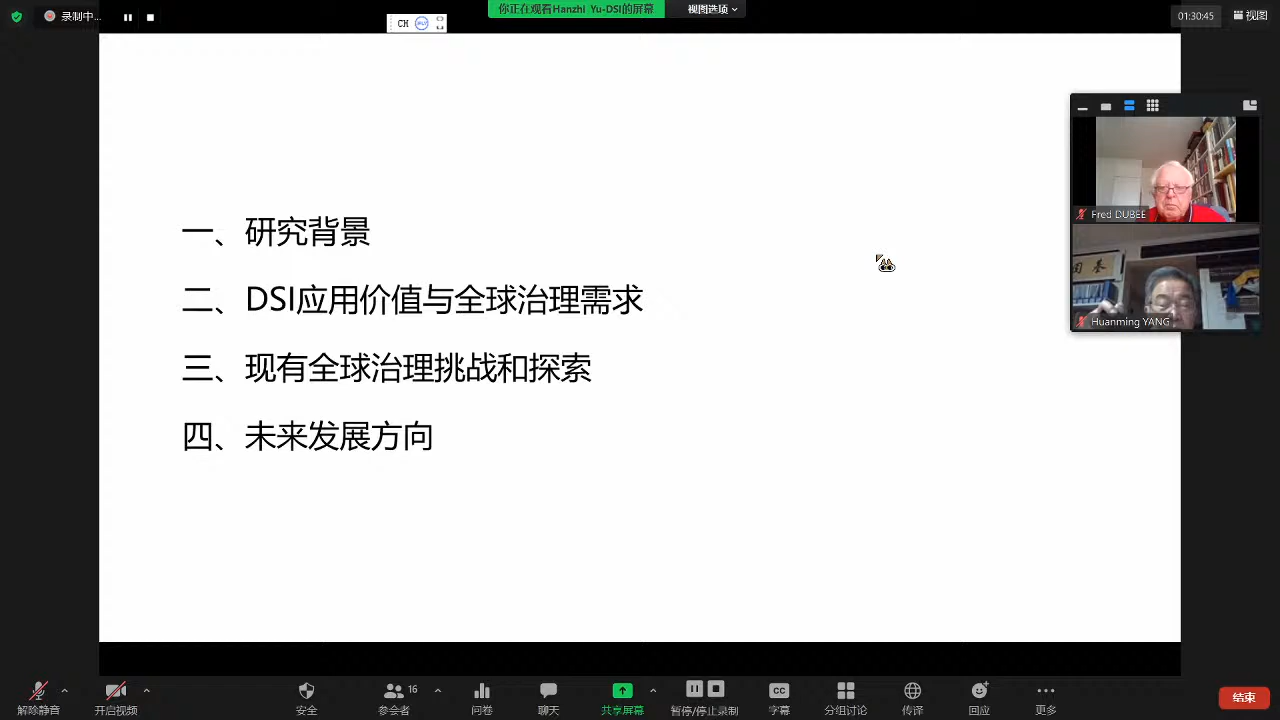 录制中...
CH
你正在观看Hanzhi Yu-DSI的屏幕
视图选项
01:30:45
视图
一、研究背景
二、DSI应用价值与全球治理需求
三、现有全球治理挑战和探索
四、未来发展方向
Fred DUBEE
Huanming YANG
解除静音
开启视频
安全
16
参会者
问卷
聊天
共享屏幕
暂停/停止录制
CC
字幕
分组讨论
传译
回应
更多
结束